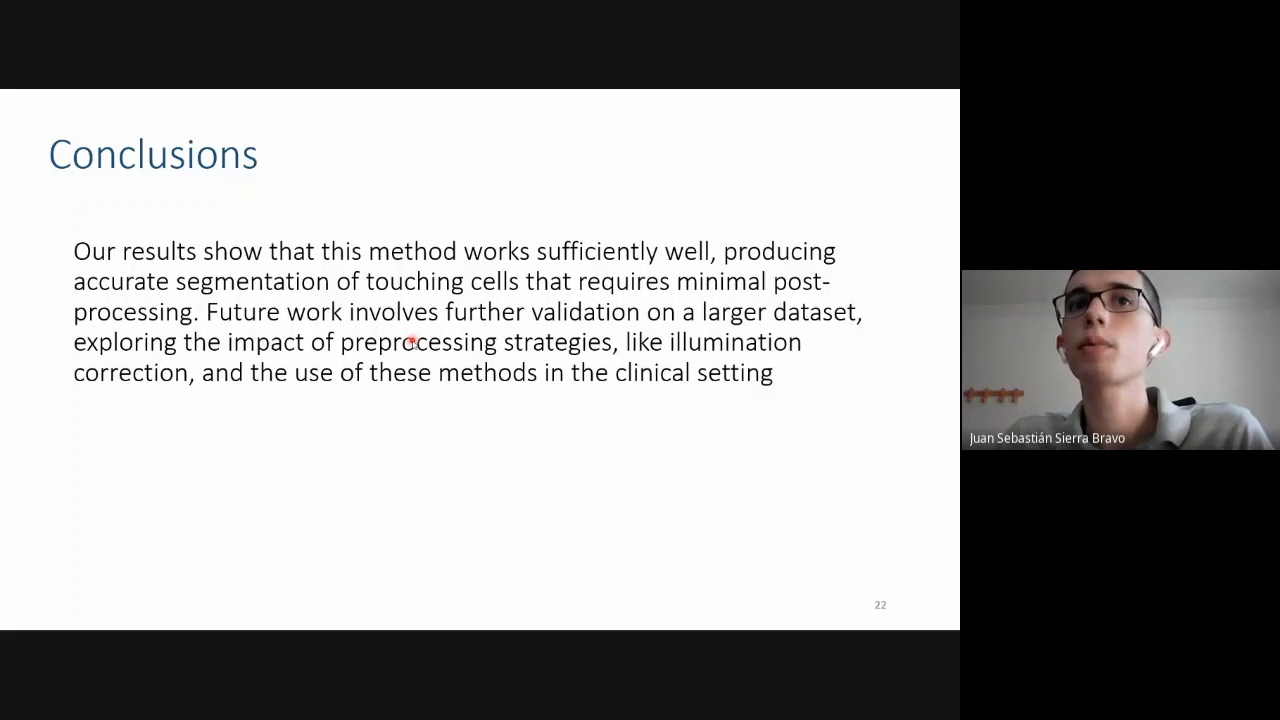 Conclusions
Our results show that this method works sufficiently well, producing
accurate segmentation of touching cells that requires minimal post-
processing. Future work involves further validation on a larger dataset,
exploring the impact of preprocessing strategies, like illumination
correction, and the use of these methods in the clinical setting
22
Juan Sebastián Sierra Bravo